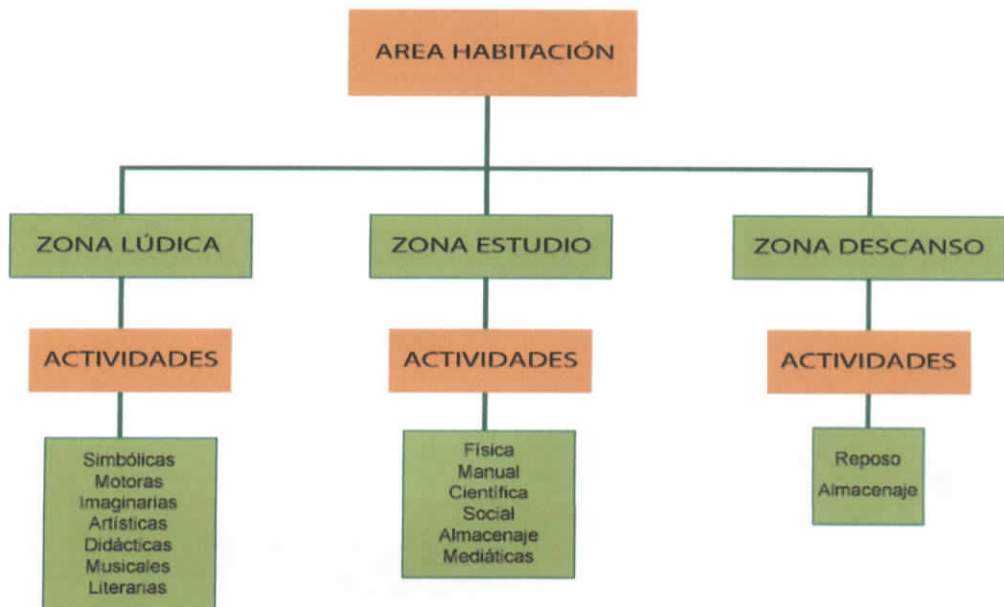 AREA HABITACIÓN
ZONA LÚDICA
ZONA ESTUDIO
ZONA DESCANSO
ACTIVIDADES
ACTIVIDADES
ACTIVIDADES
Simbólicas
Motoras
Imaginarias
Artísticas
Didácticas
Musicales
Literarias
Física
Manual
Científica
Social
Almacenaje
Mediáticas
Reposo
Almacenaje